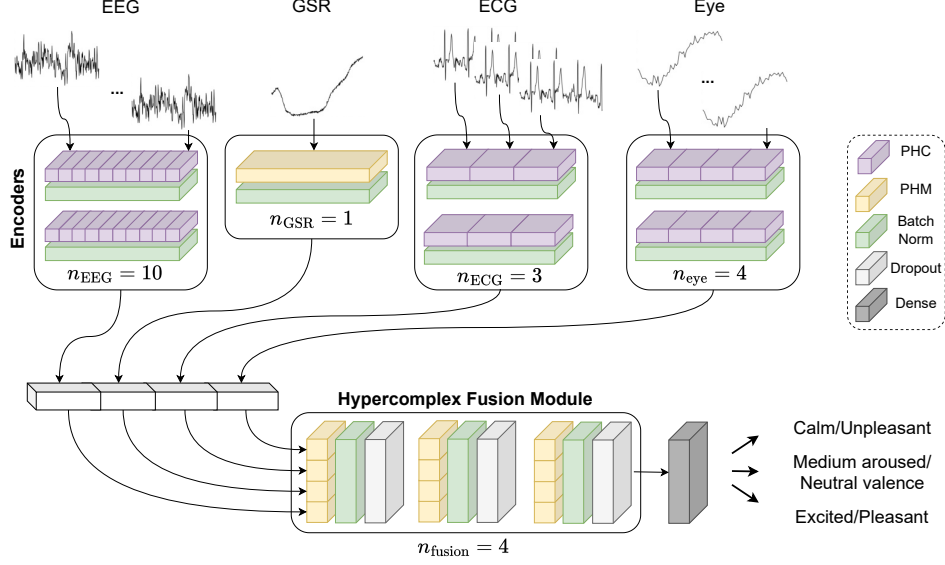 EEG
GSR
ECG
Eye
...
...
Encoders
n_EEG = 10
n_GSR = 1
n_ECG = 3
n_eye = 4
PHC
PHM
Batch
Norm
Dropout
Dense
Hypercomplex Fusion Module
n_fusion = 4
Calm/Unpleasant
Medium aroused/
Neutral valence
Excited/Pleasant